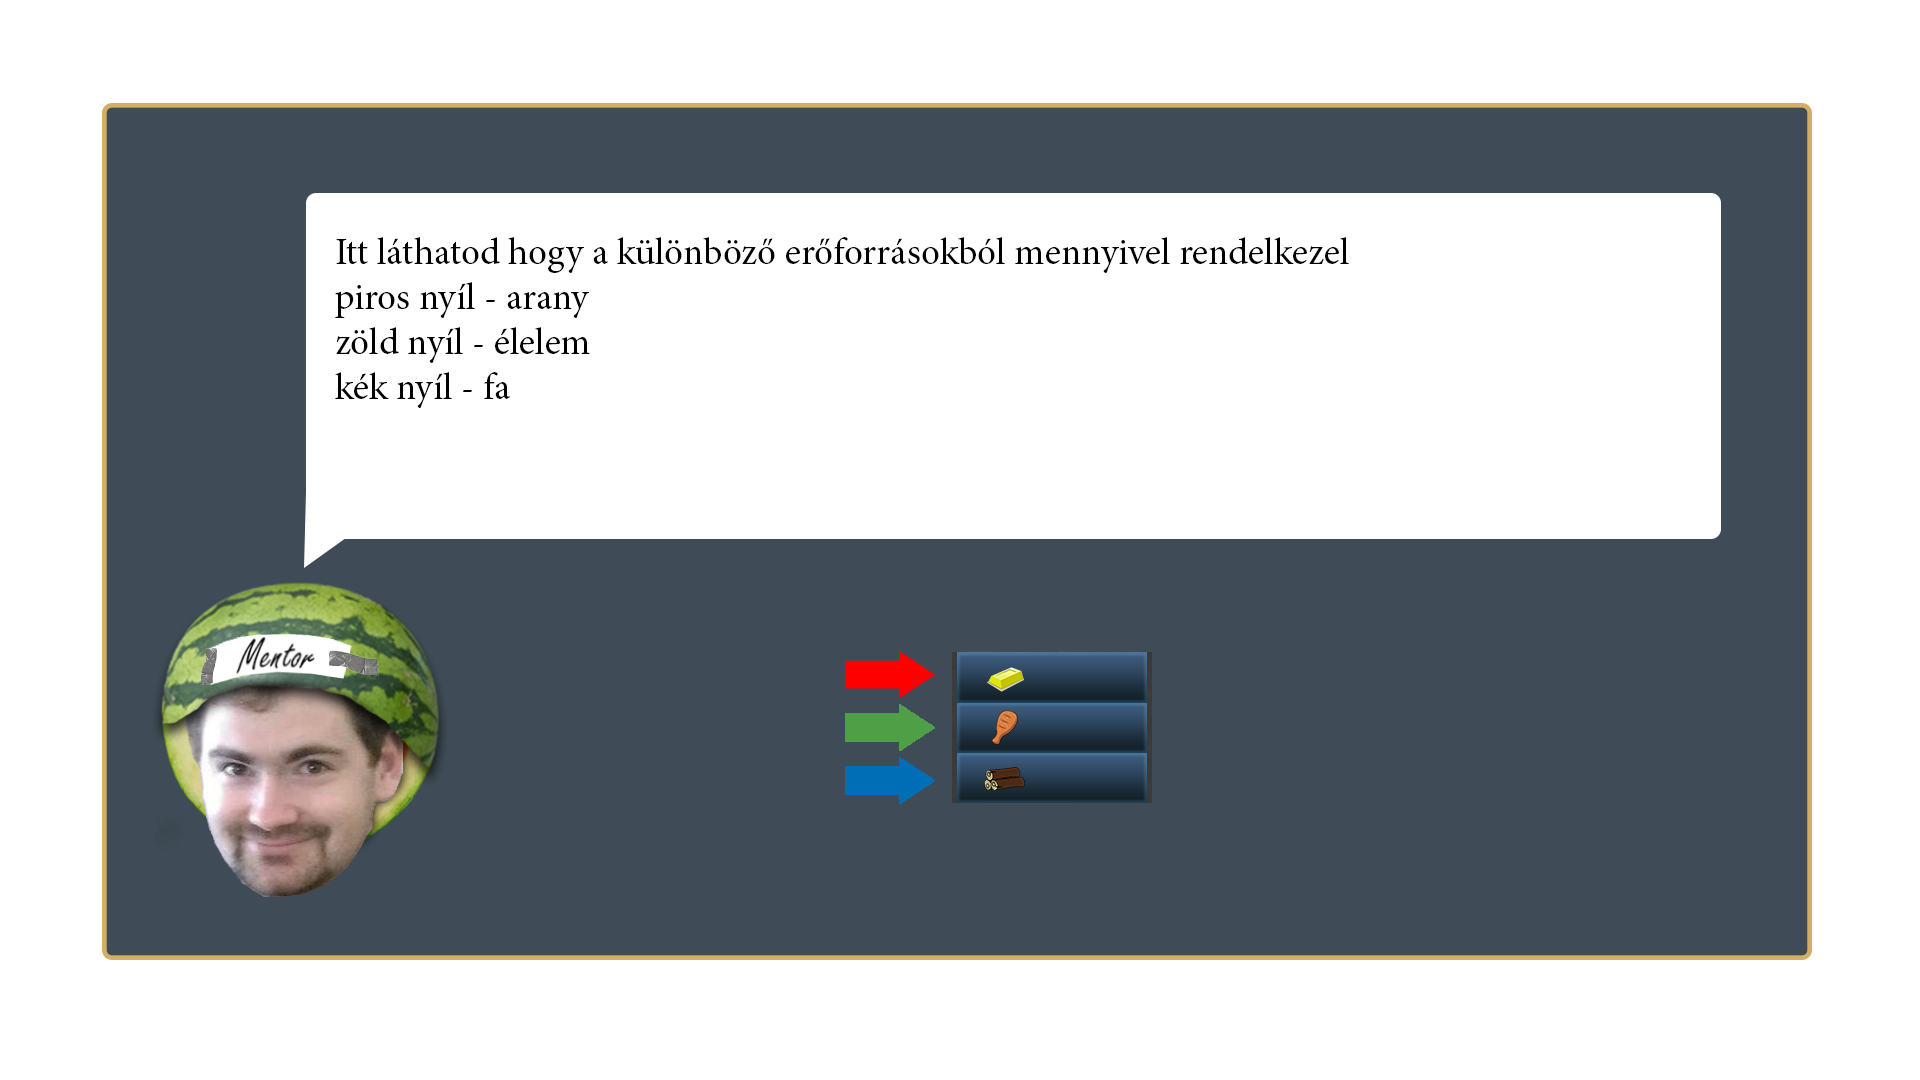 Itt láthatod hogy a különböző erőforrásokból mennyivel rendelkezel
piros nyíl - arany
zöld nyíl - élelem
kék nyíl - fa
Mentor